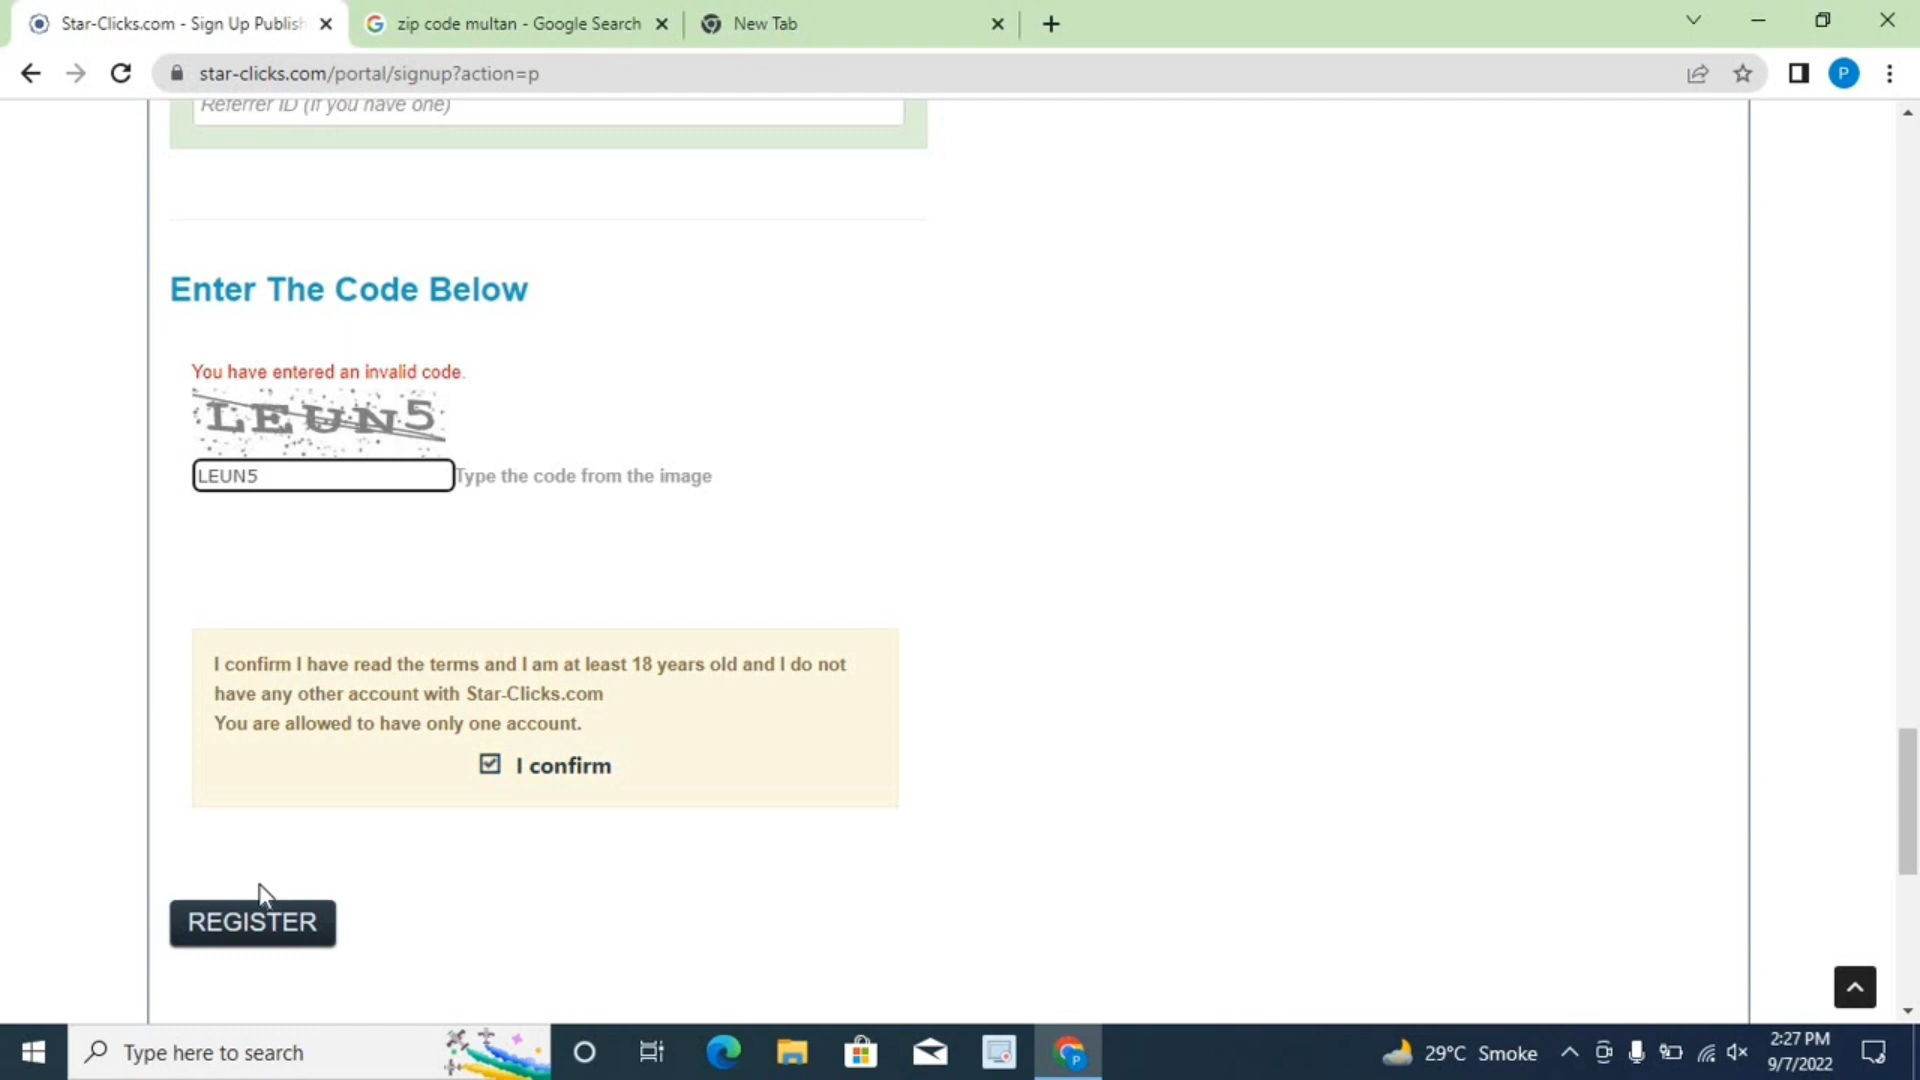 Star-Clicks.com - Sign Up Publish
zip code multan - Google Search
New Tab
star-clicks.com/portal/signup?action=p
P
Referrer ID (if you have one)
Enter The Code Below
You have entered an invalid code.
LEUN5
LEUN5
Type the code from the image
I confirm I have read the terms and I am at least 18 years old and I do not
have any other account with Star-Clicks.com
You are allowed to have only one account.
I confirm
REGISTER
Type here to search
29°C Smoke
2:27 PM
9/7/2022